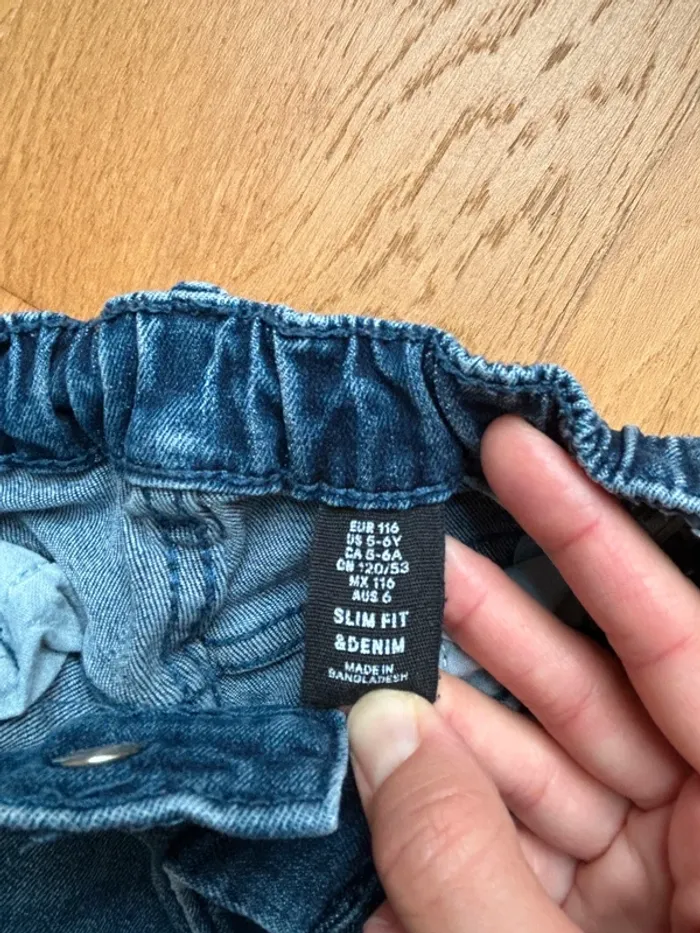 EUR 116
US 5-6Y
CA 5-6A
CN 120/53
MX 116
AUS 6
SLIM FIT
&DENIM
MADE IN
BANGLADESH